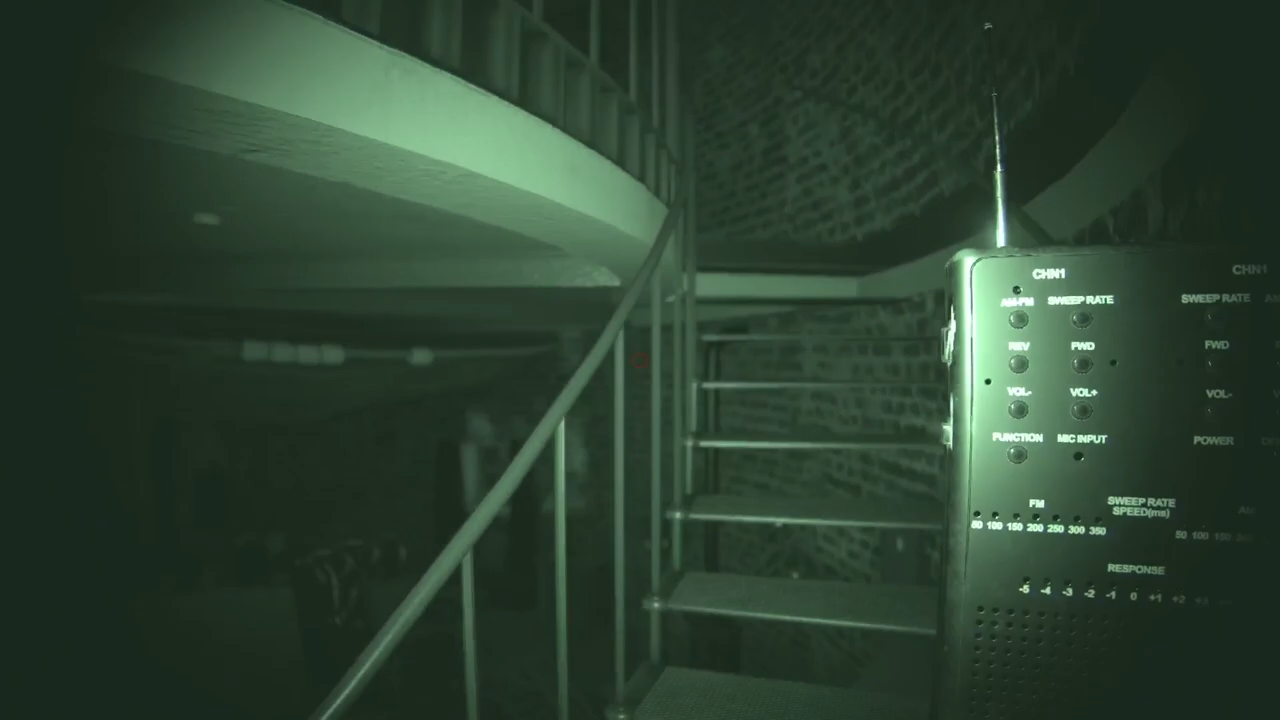 CHN1 CHN1
AM-FM SWEEP RATE SWEEP RATE
REV FWD FWD
VOL- VOL+ VOL-
FUNCTION MIC INPUT POWER
FM SWEEP RATE
SPEED(ms)
50 100 150 200 250 300 350 50 100 150
RESPONSE
-5 -4 -3 -2 -1 0 +1 +2